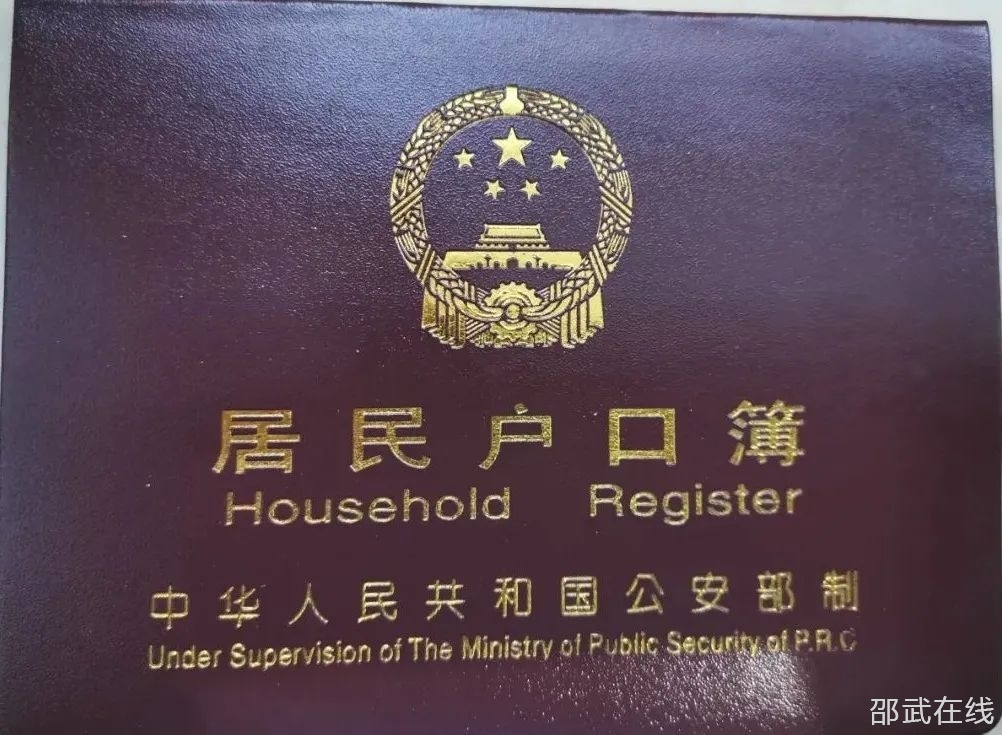 居民户口簿
Household Register
中华人民共和国公安部制
Under Supervision of The Ministry of Public Security of P.R.C
邵武在线